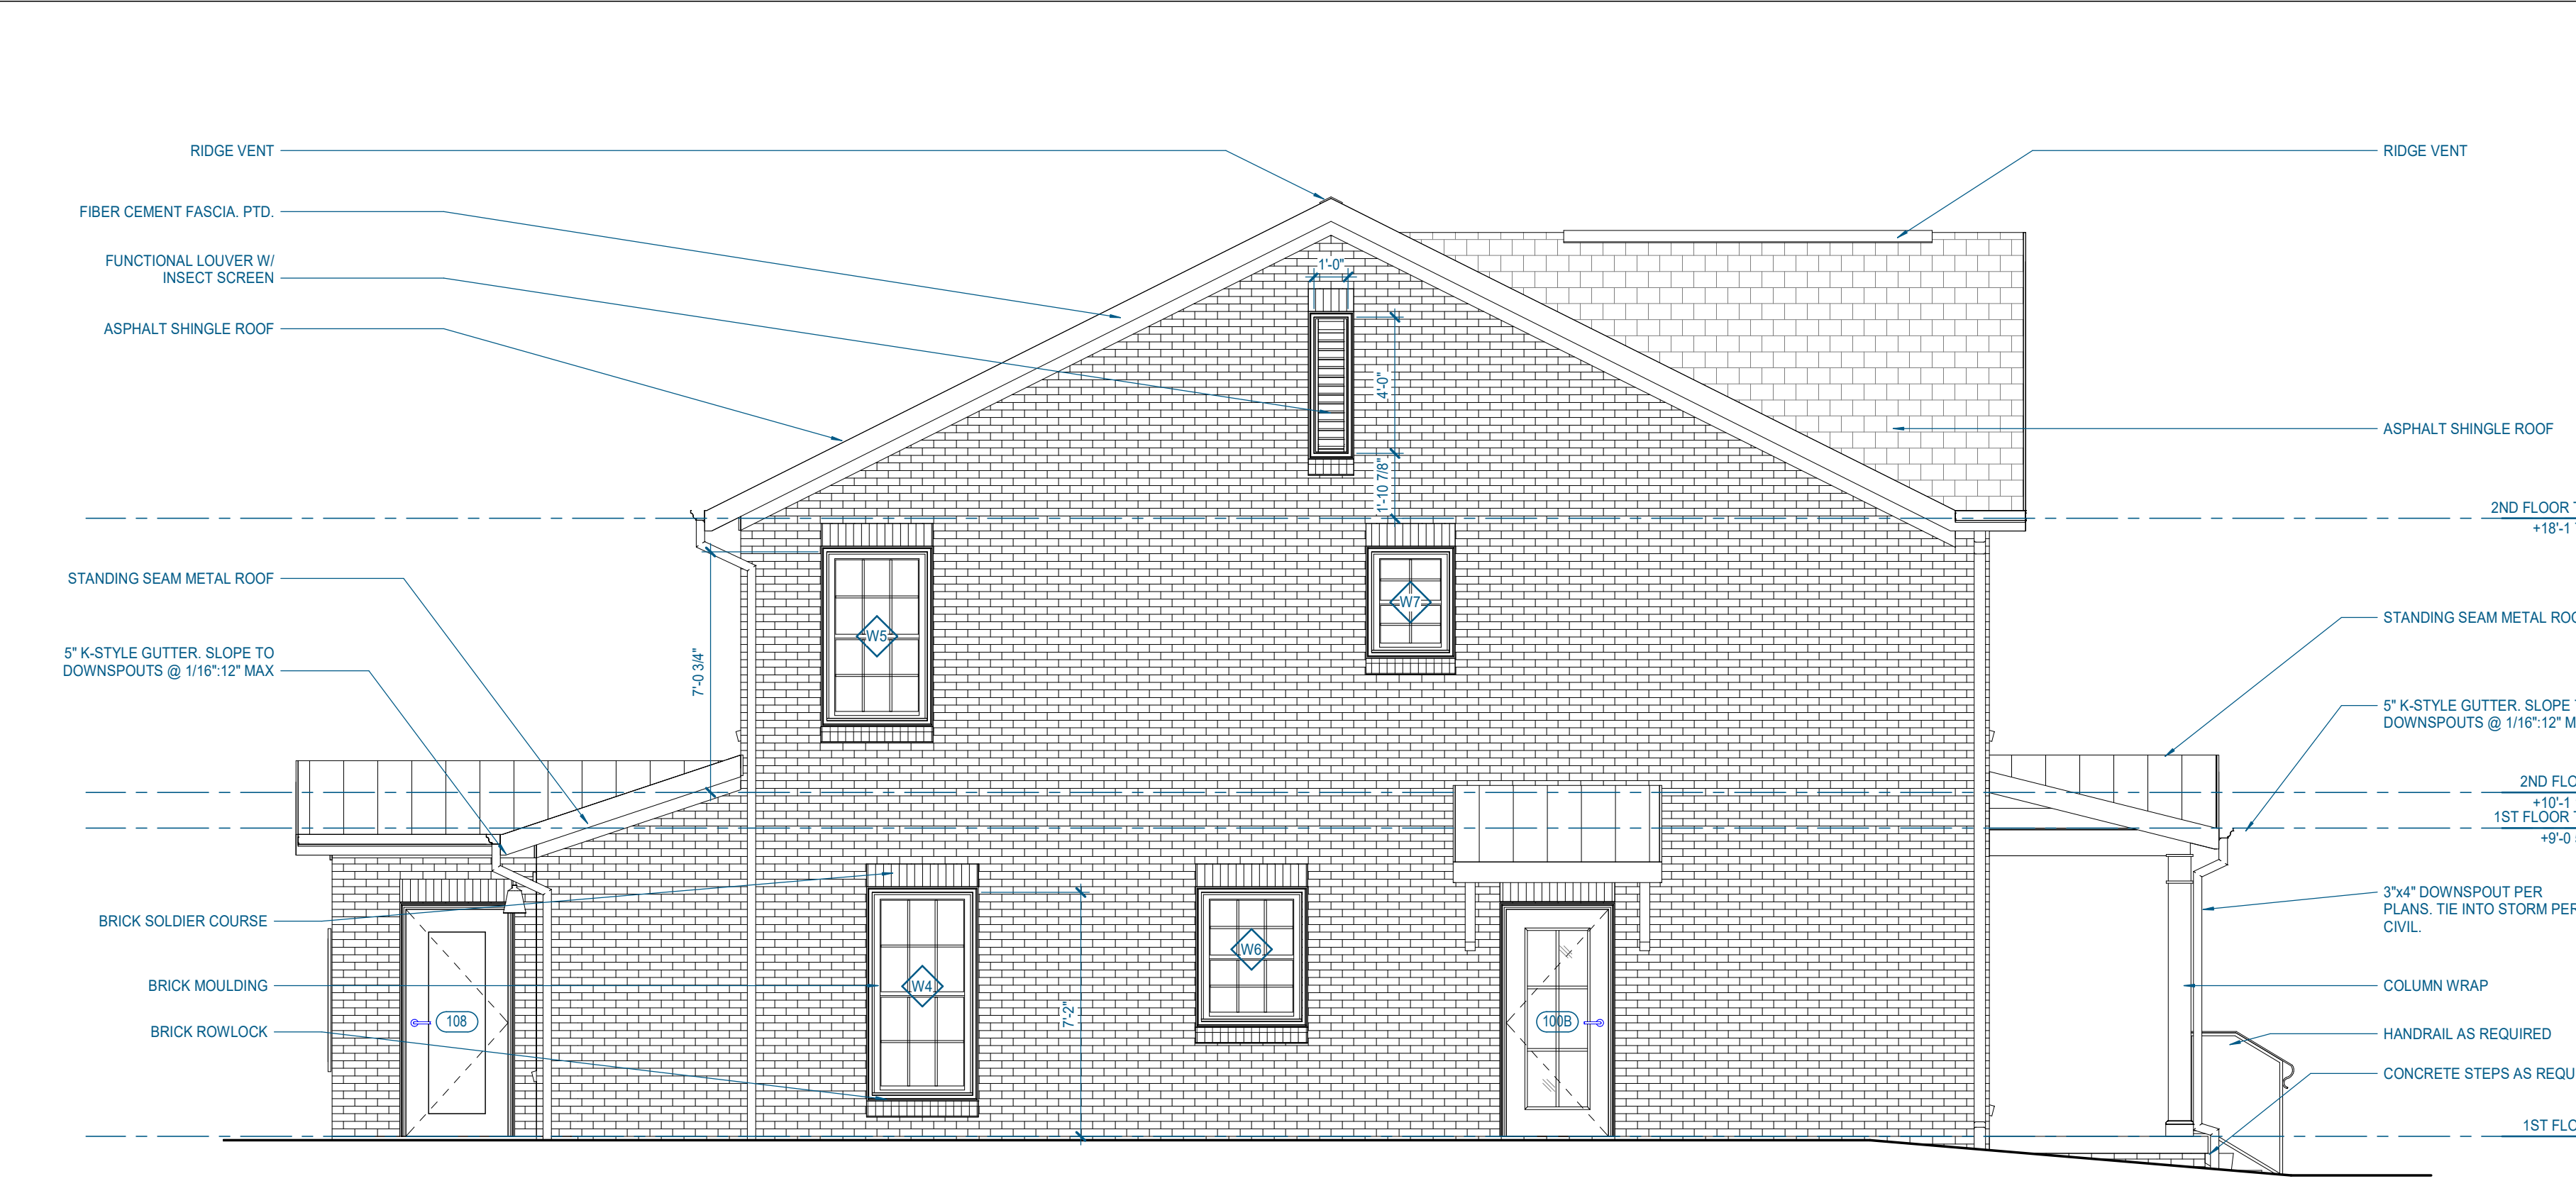 RIDGE VENT
RIDGE VENT
FIBER CEMENT FASCIA. PTD.
FUNCTIONAL LOUVER W/
INSECT SCREEN
1'-0"
ASPHALT SHINGLE ROOF
4'-0"
ASPHALT SHINGLE ROOF
1'-10 7/8"
2ND FLOOR
+18'-1
STANDING SEAM METAL ROOF
W5
W7
STANDING SEAM METAL
7'-0 3/4"
5" K-STYLE GUTTER. SLOPE TO
DOWNSPOUTS @ 1/16":12" MAX
5" K-STYLE GUTTER. SLOPE
DOWNSPOUTS @ 1/16":12"
2ND
+10'-1
1ST FLOOR
+9'-0
BRICK SOLDIER COURSE
3"x4" DOWNSPOUT PER
PLANS. TIE INTO STORM PER
CIVIL.
W6
BRICK MOULDING
W4
COLUMN WRAP
7'-2"
108
100B
BRICK ROWLOCK
HANDRAIL AS REQUIRED
CONCRETE STEPS AS
1ST